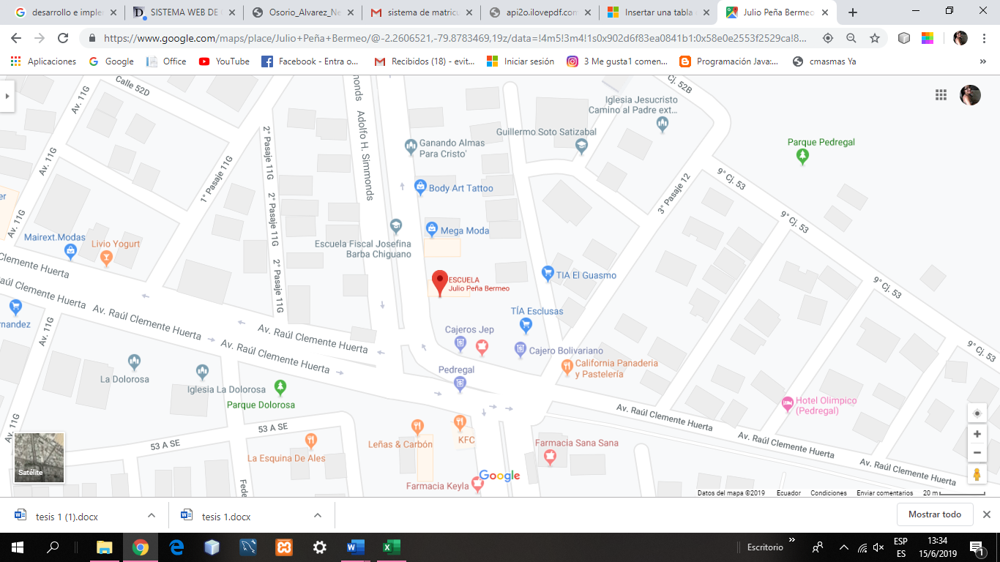 desarrollo e impler
SISTEMA WEB DE
Osorio_Alvarez_Ne
sistema de matricu
api2o.ilovepdf.com
Insertar una tabla
Julio Peña Bermeo
https://www.google.com/maps/place/Julio+Peña+Bermeo/@-2.2606521,-79.8783469,19z/data=!4m5!3m4!1s0x902d6f83ea0841b1:0x58e0e2553f2529ca!8...
Aplicaciones
Google
Office
YouTube
Facebook - Entra o...
Recibidos (18) - evit...
Iniciar sesión
3 Me gusta1 comen...
Programación Java:...
cmasmas Ya
»
Calle 52D
Av. 11G
Av. 11G
Av. 11G
Av. 11G
Av. 11G
1° Pasaje 11G
2° Pasaje 11G
2° Pasaje 11G
2° Pasaje 11G
monds
Adolfo H. Simmonds
Cj. 52B
Iglesia Jesucristo
Camino al Padre ext...
Guillermo Soto Satizabal
Ganando Almas
Para Cristo'
Parque Pedregal
9° Cj. 53
9° Cj. 53
9° Cj. 53
9° Cj. 53
3° Pasaje 12
Body Art Tattoo
Mega Moda
Escuela Fiscal Josefina
Barba Chiguano
er
Mairext.Modas
Livio Yogurt
Clemente Huerta
Raúl Clemente Huerta
ESCUELA
Julio Peña Bermeo
TIA El Guasmo
TÍA Esclusas
rnandez
Av. Raúl Clemente Huerta
Av. Raúl Clemente Huerta
Av. Raúl Clemente Huerta
Cajeros Jep
Cajero Bolivariano
California Panaderia
y Pastelería
Pedregal
La Dolorosa
Iglesia La Dolorosa
Parque Dolorosa
Hotel Olimpico
(Pedregal)
Av. Raúl Clemente Huerta
Av. Raúl Clemente Huerta
Av. Raúl Clemente Huerta
53 A SE
53 A SE
Leñas & Carbón
KFC
Farmacia Sana Sana
La Esquina De Ales
Farmacia Keyla
Fede
Satélite
Google
Datos del mapa ©2019
Ecuador
Condiciones
Enviar comentarios
20 m
tesis 1 (1).docx
tesis 1.docx
Mostrar todo
Escritorio
»
ESP
ES
13:34
15/6/2019
1